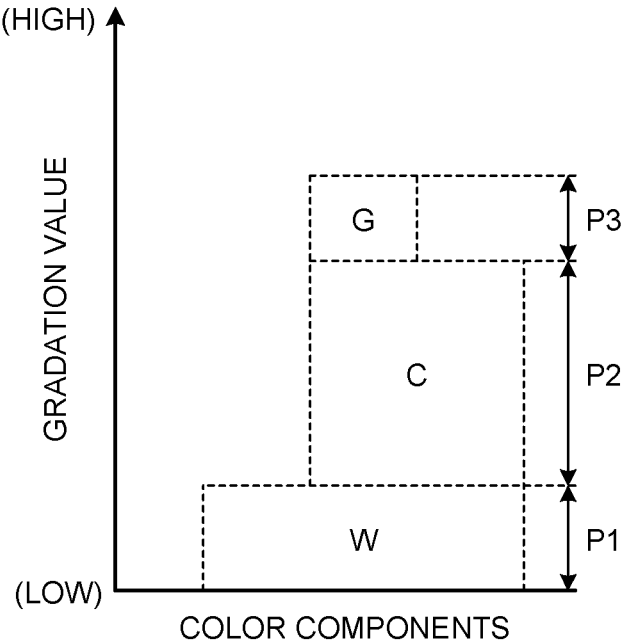 (HIGH)
GRADATION VALUE
G
P3
C
P2
W
P1
(LOW)
COLOR COMPONENTS